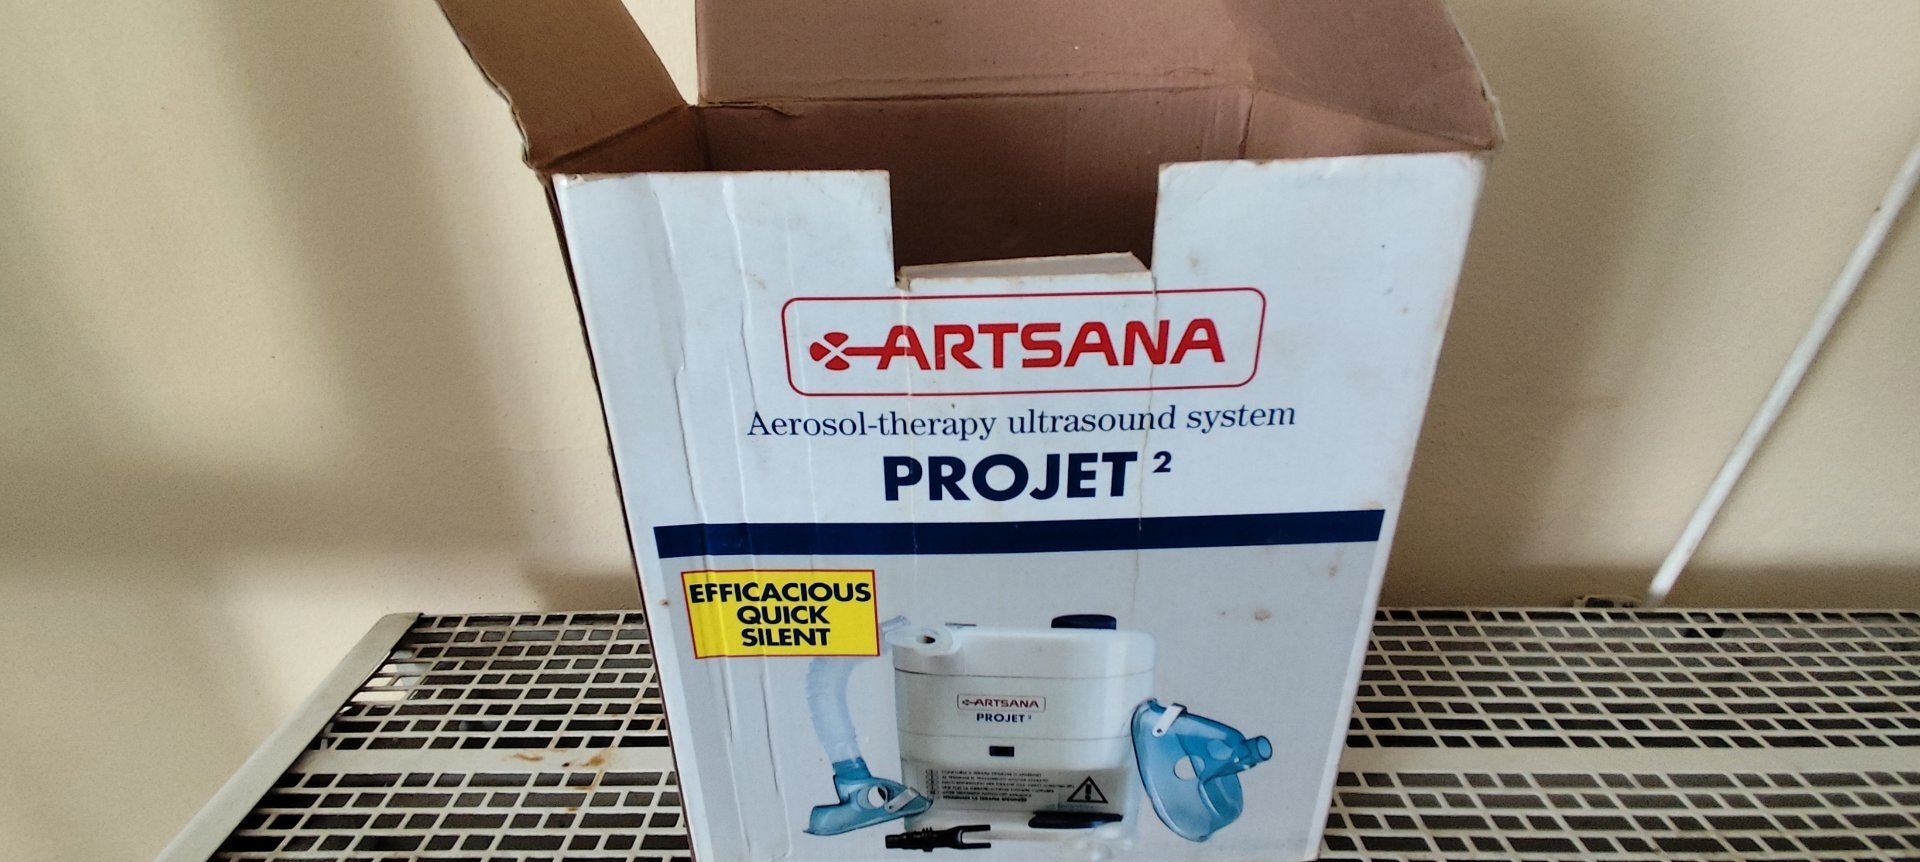 ARTSANA
Aerosol-therapy ultrasound system
PROJET ²
EFFICACIOUS
QUICK
SILENT
ARTSANA
PROJET ²